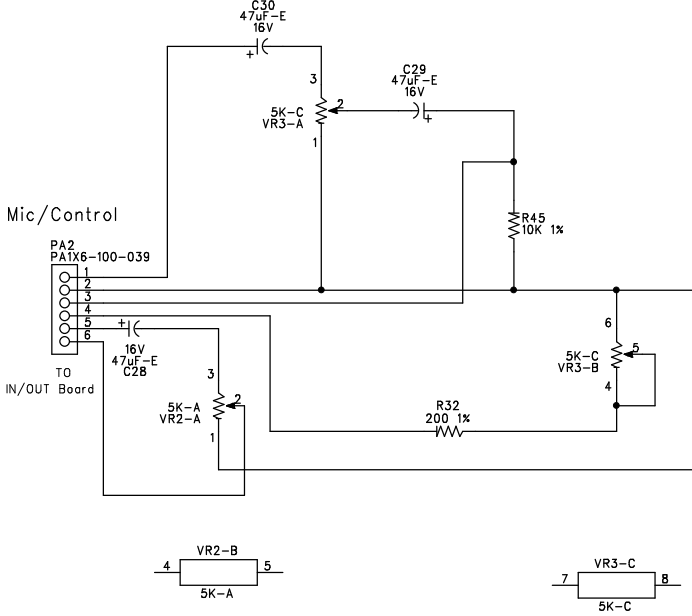 C30
47uF-E
16V
+
3
5K-C
VR3-A
2
1
C29
47uF-E
16V
+
R45
10K 1%
Mic/Control
PA2
PA1X6-100-039
1
2
3
4
5
6
TO
IN/OUT Board
+
16V
47uF-E
C28
3
5K-A
VR2-A
2
1
R32
200 1%
6
5K-C
VR3-B
5
4
VR2-B
4 5
5K-A
VR3-C
7 8
5K-C